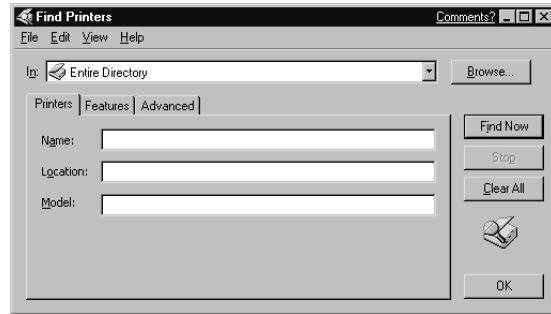 Find Printers Comments?
File Edit View Help
In: Entire Directory Browse...
Printers Features Advanced
Name:
Location:
Model:
Find Now
Stop
Clear All
OK